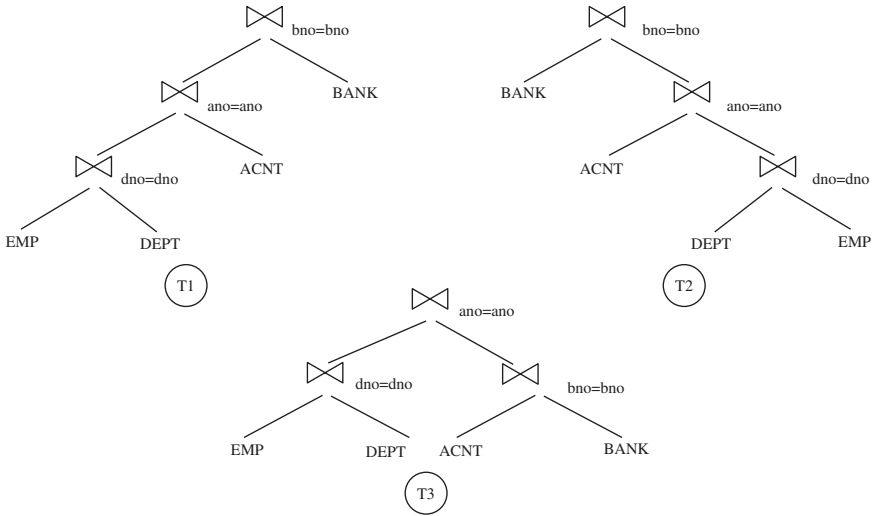 bno=bno
BANK
ano=ano
ACNT
dno=dno
EMP
DEPT
T1
bno=bno
BANK
ano=ano
ACNT
dno=dno
DEPT
EMP
T2
ano=ano
dno=dno
bno=bno
EMP
DEPT
ACNT
BANK
T3